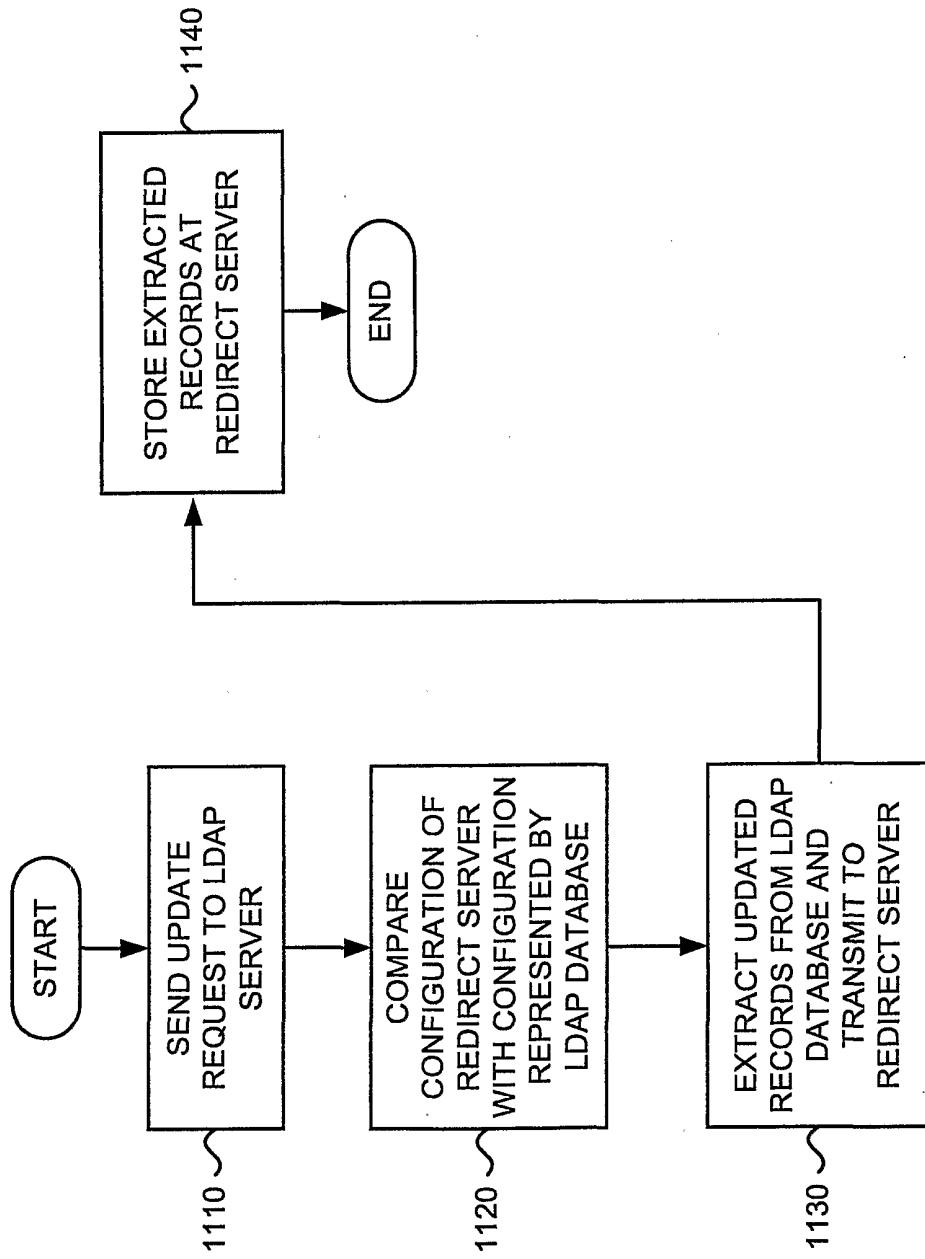 START
1110
SEND UPDATE
REQUEST TO LDAP
SERVER
1120
COMPARE
CONFIGURATION OF
REDIRECT SERVER
WITH CONFIGURATION
REPRESENTED BY
LDAP DATABASE
1130
EXTRACT UPDATED
RECORDS FROM LDAP
DATABASE AND
TRANSMIT TO
REDIRECT SERVER
1140
STORE EXTRACTED
RECORDS AT
REDIRECT SERVER
END